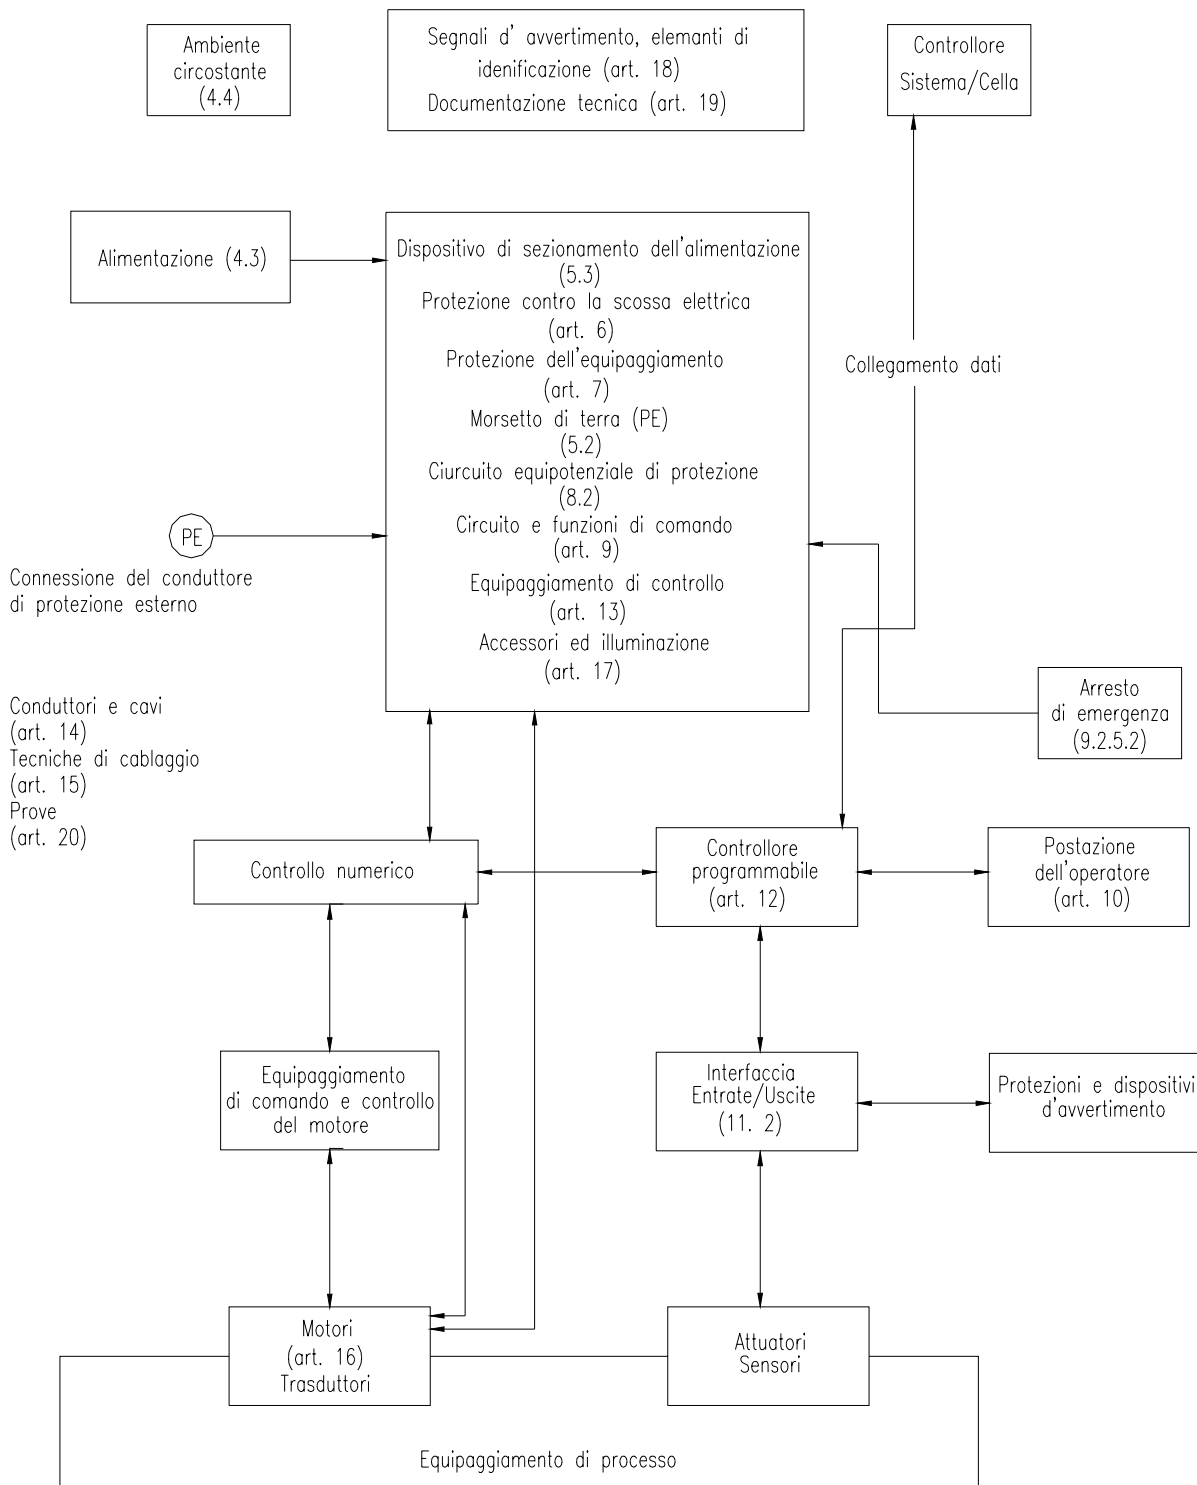 Ambiente
circostante
(4.4)
Segnali d' avvertimento, elemanti di
idenificazione (art. 18)
Documentazione tecnica (art. 19)
Controllore
Sistema/Cella
Alimentazione (4.3)
Dispositivo di sezionamento dell'alimentazione
(5.3)
Protezione contro la scossa elettrica
(art. 6)
Protezione dell'equipaggiamento
(art. 7)
Morsetto di terra (PE)
(5.2)
Ciurcuito equipotenziale di protezione
(8.2)
Circuito e funzioni di comando
(art. 9)
Equipaggiamento di controllo
(art. 13)
Accessori ed illuminazione
(art. 17)
Collegamento dati
PE
Connessione del conduttore
di protezione esterno
Conduttori e cavi
(art. 14)
Tecniche di cablaggio
(art. 15)
Prove
(art. 20)
Arresto
di emergenza
(9.2.5.2)
Controllo numerico
Controllore
programmabile
(art. 12)
Postazione
dell'operatore
(art. 10)
Equipaggiamento
di comando e controllo
del motore
Interfaccia
Entrate/Uscite
(11. 2)
Protezioni e dispositivi
d'avvertimento
Motori
(art. 16)
Trasduttori
Attuatori
Sensori
Equipaggiamento di processo